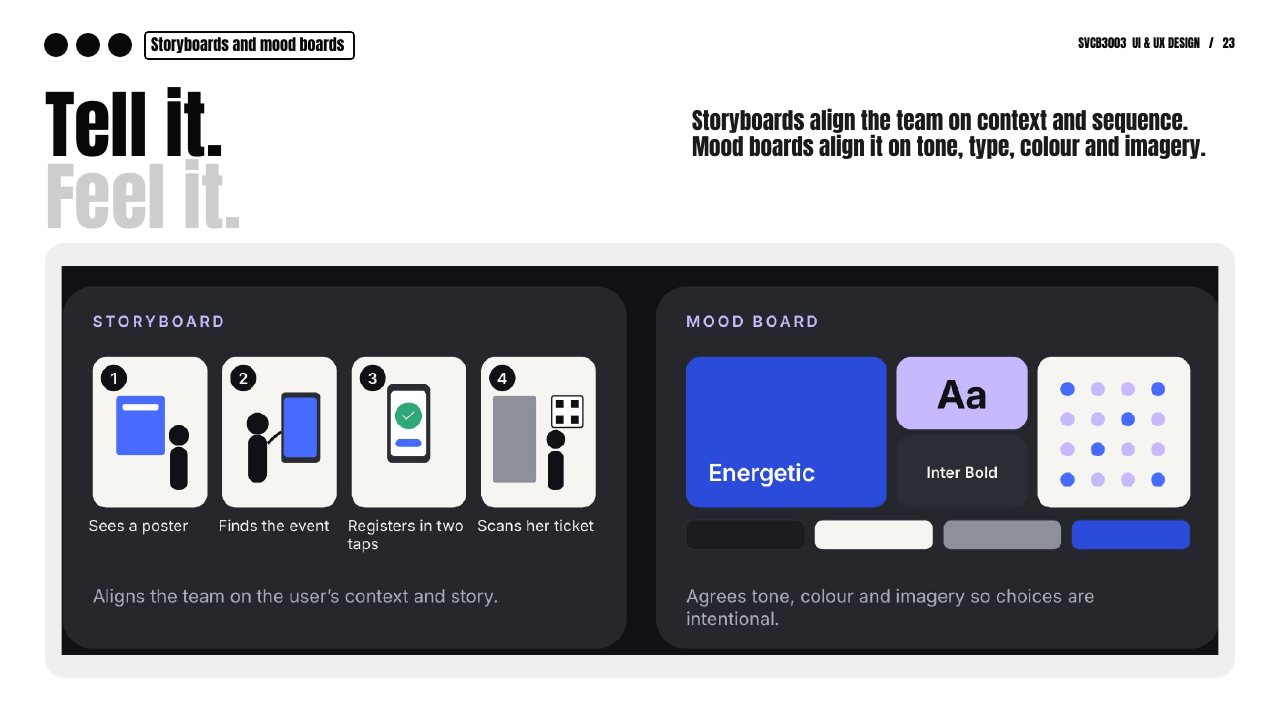 Storyboards and mood boards
SVCB3003 UI & UX DESIGN / 23
Tell it.
Feel it.
Storyboards align the team on context and sequence.
Mood boards align it on tone, type, colour and imagery.
STORYBOARD
1
2
3
4
Sees a poster
Finds the event
Registers in two
taps
Scans her ticket
Aligns the team on the user’s context and story.
MOOD BOARD
Energetic
Aa
Inter Bold
Agrees tone, colour and imagery so choices are
intentional.